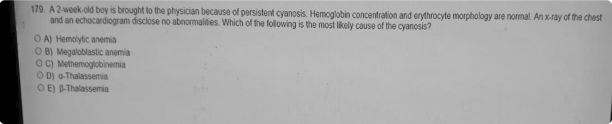 179. A 2-week-old boy is brought to the physician because of persistent cyanosis. Hemoglobin concentration and erythrocyte morphology are normal. An x-ray of the chest
and an echocardiogram disclose no abnormalities. Which of the following is the most likely cause of the cyanosis?
A) Hemolytic anemia
B) Megaloblastic anemia
C) Methemoglobinemia
D) α-Thalassemia
E) β-Thalassemia